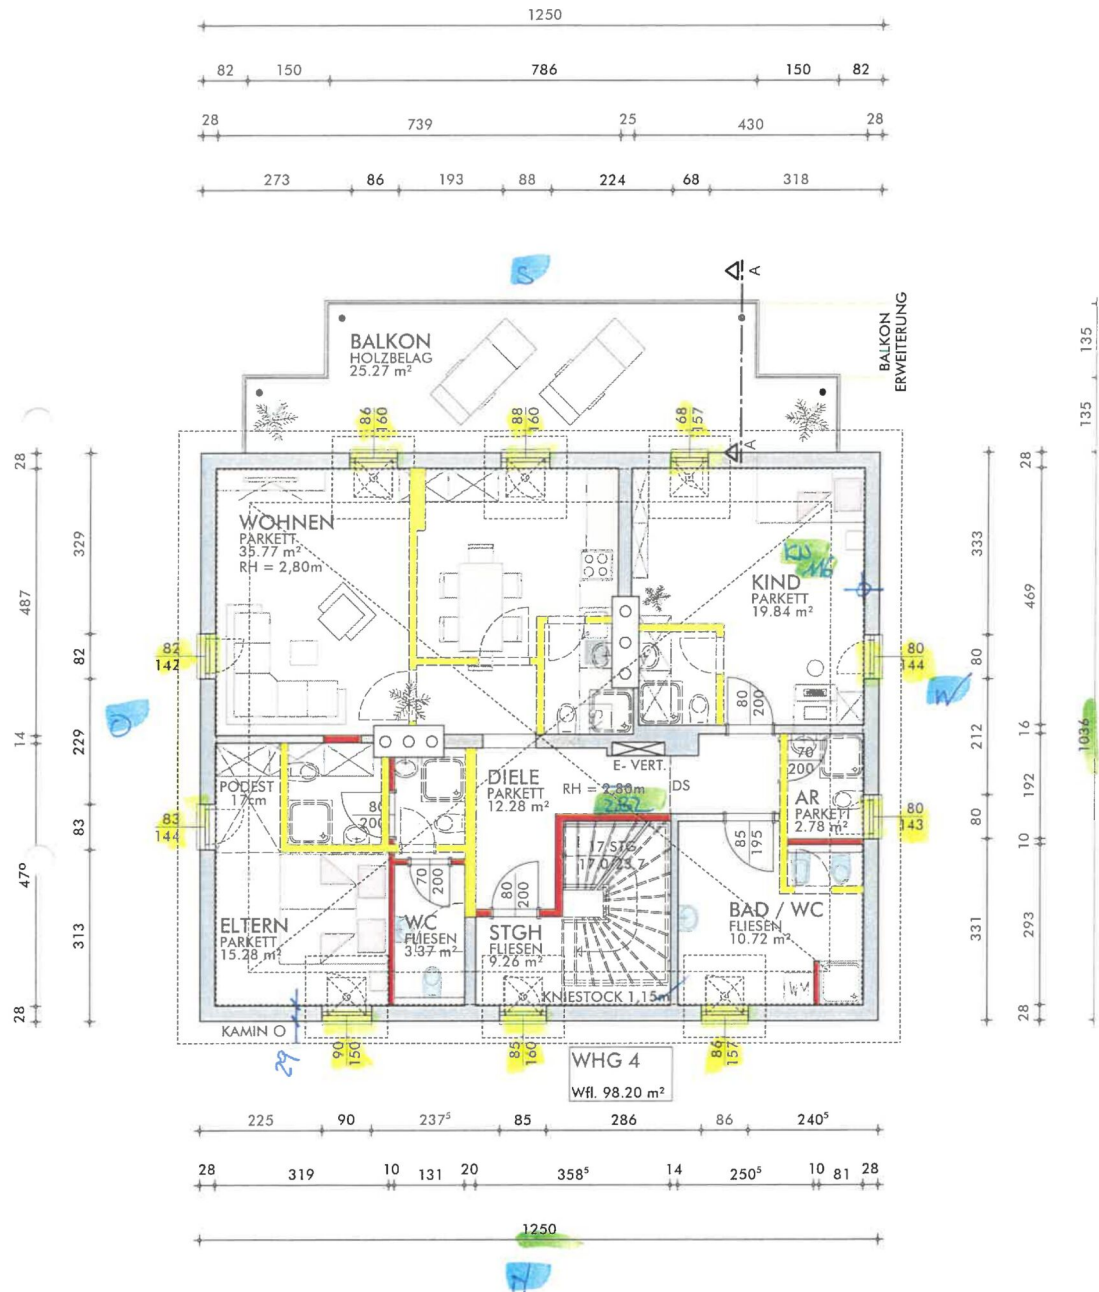 1250
82 150 786 150 82
28 739 25 430 28
273 86 193 88 224 68 318
S
A
BALKON
HOLZBELAG
25.27 m²
BALKON
ERWEITERUNG
135
135
86
160
88
160
68
157
A
28
28
28
28
WOHNEN
PARKETT
35.77 m²
RH = 2,80m
KIND
PARKETT
19.84 m²
329
487
333
469
82
142
80
144
82
80
80
200
O
W
14
229
212
16
1036
E- VERT.
PODEST
17cm
80
200
DIELE
PARKETT
12.28 m²
RH = 2,80m
2.82
DS
70
200
AR
PARKETT
2.78 m²
192
83
144
80
143
83
80
10
17 STG
85
195
479
313
331
293
70
200
80
200
ELTERN
PARKETT
15.28 m²
WC
FLIESEN
3.37 m²
STGH
FLIESEN
9.26 m²
BAD / WC
FLIESEN
10.72 m²
KNIESTOCK 1,15m
WM
28
28
28
KAMIN O
29
90
150
85
160
86
157
WHG 4
Wfl. 98.20 m²
225 90 237⁵ 85 286 86 240⁵
28 319 10 131 20 358⁵ 14 250⁵ 10 81 28
1250
N